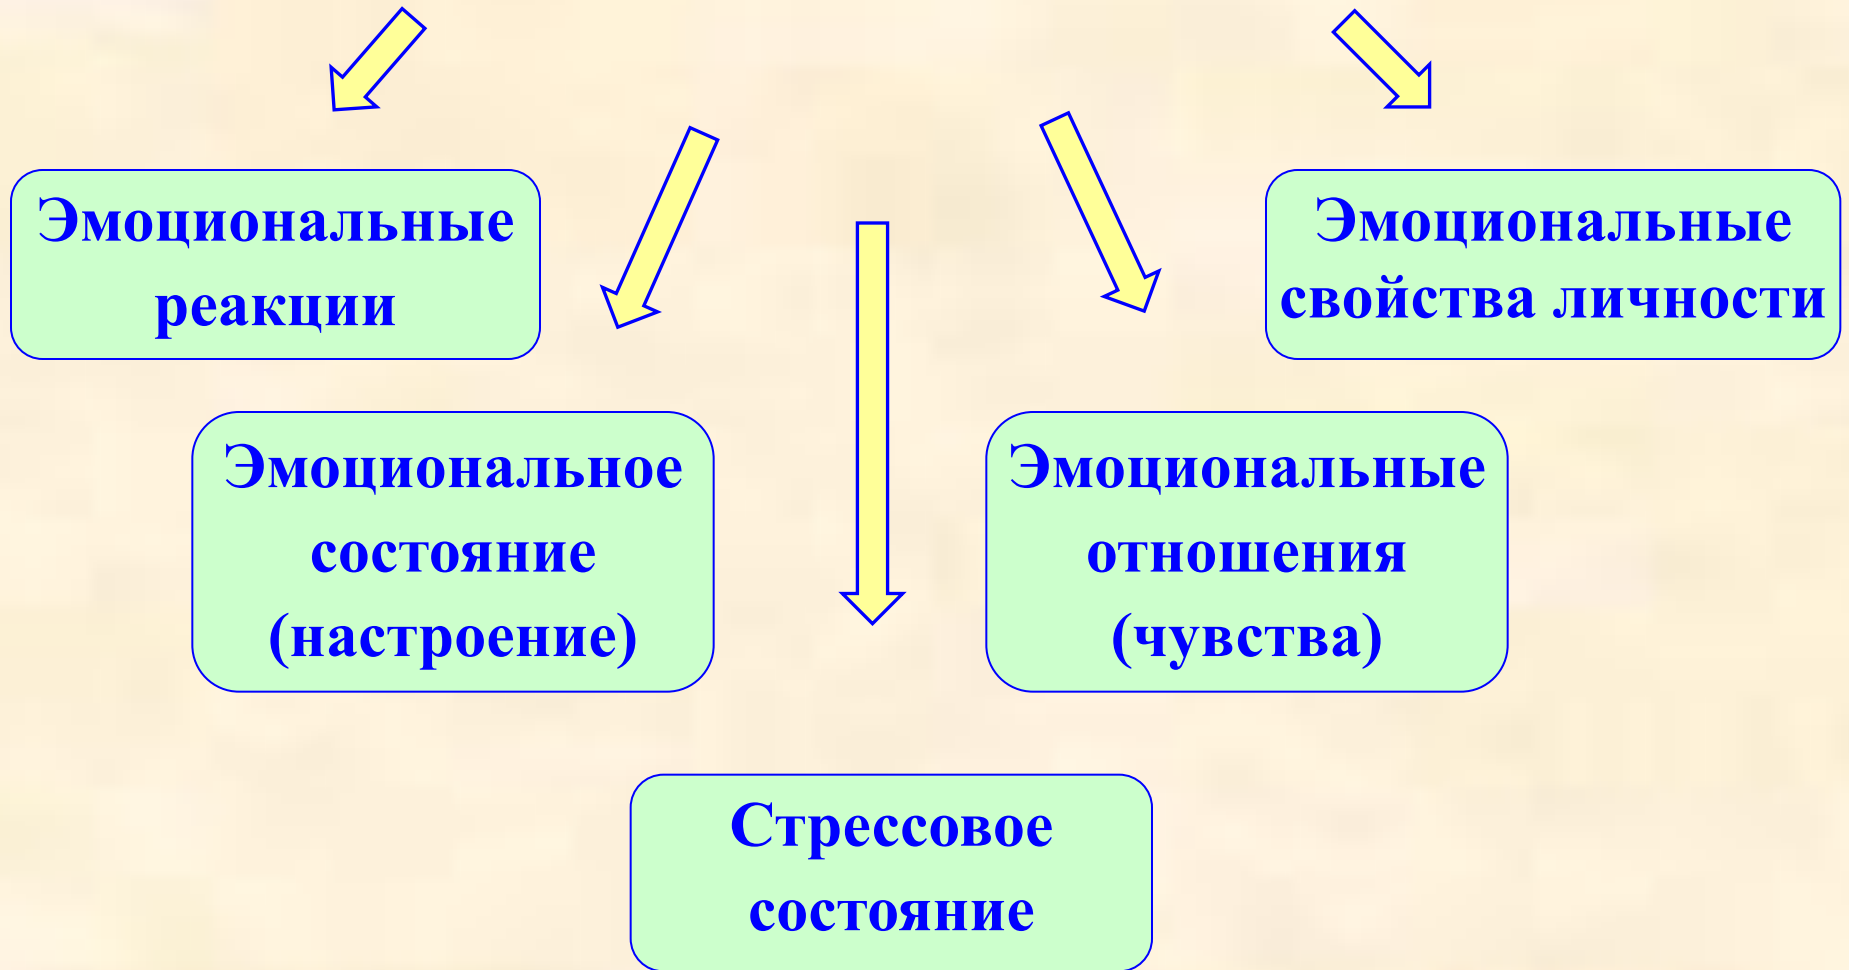 Эмоциональные
реакции
Эмоциональные
свойства личности
Эмоциональное
состояние
(настроение)
Эмоциональные
отношения
(чувства)
Стрессовое
состояние